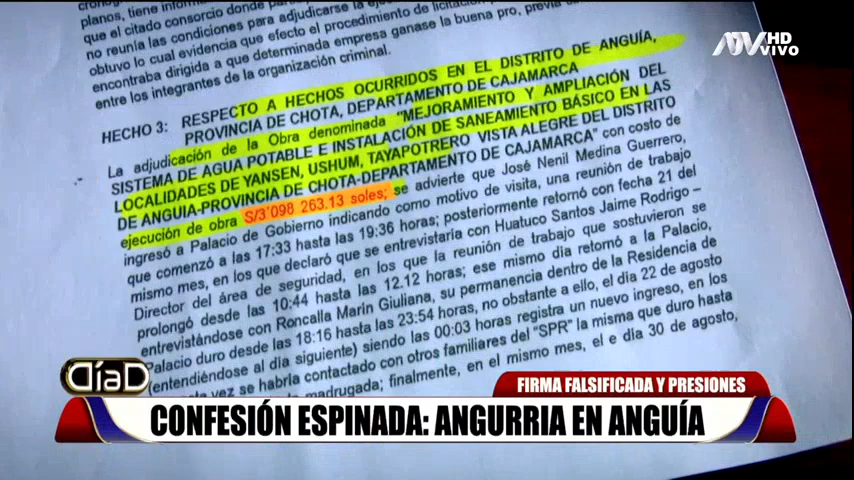 planos, tiene inform
que el citado consorcio donde part
no reunía las condiciones para adjudicarse la ejecu
obtuvo lo cual evidencia que efecto el procedimiento de licitación
encontraba dirigida a que determinada empresa ganase la buena pro, previa
entre los integrantes de la organización criminal.
ATV HD
VIVO
HECHO 3: RESPECTO A HECHOS OCURRIDOS EN EL DISTRITO DE ANGUÍA,
PROVINCIA DE CHOTA, DEPARTAMENTO DE CAJAMARCA
La adjudicación de la Obra denominada "MEJORAMIENTO Y AMPLIACIÓN DEL
SISTEMA DE AGUA POTABLE E INSTALACIÓN DE SANEAMIENTO BÁSICO EN LAS
LOCALIDADES DE YANSEN, USHUM, TAYAPOTRERO VISTA ALEGRE DEL DISTRITO
DE ANGUIA-PROVINCIA DE CHOTA-DEPARTAMENTO DE CAJAMARCA" con costo de
ejecución de obra S/3´098 263.13 soles; se advierte que José Nenil Medina Guerrero,
ingresó a Palacio de Gobierno indicando como motivo de visita, una reunión de trabajo
que comenzó a las 17:33 hasta las 19:36 horas; posteriormente retornó con fecha 21 del
mismo mes, en los que declaró que se entrevistaría con Huatuco Santos Jaime Rodrigo –
Director del área de seguridad, en los que la reunión de trabajo que sostuvieron se
prolongó desde las 10:44 hasta las 12.12 horas; ese mismo día retornó a la Palacio,
entrevistándose con Roncalla Marín Giuliana, su permanencia dentro de la Residencia de
Palacio duro desde las 18:16 hasta las 23:54 horas, no obstante a ello, el día 22 de agosto
(entendiéndose al día siguiente) siendo las 00:03 horas registra un nuevo ingreso, en los
vez se habría contactado con otros familiares del "SPR" la misma que duro hasta
madrugada; finalmente, en el mismo mes, el e día 30 de agosto,
DíaD
FIRMA FALSIFICADA Y PRESIONES
CONFESIÓN ESPINADA: ANGURRIA EN ANGUÍA